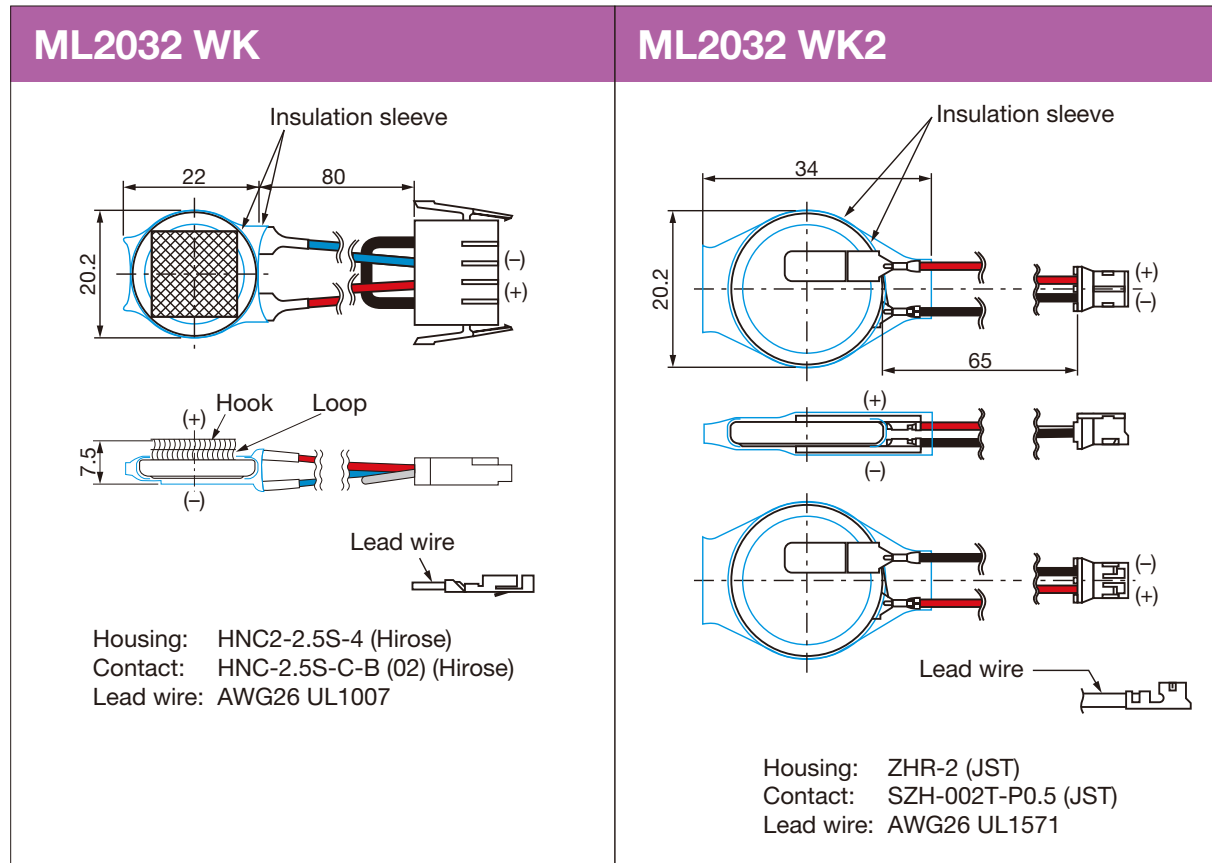 ML2032 WK
Insulation sleeve
22
80
20.2
(–)
(+)
Hook
Loop
(+)
7.5
(–)
Lead wire
Housing: HNC2-2.5S-4 (Hirose)
Contact: HNC-2.5S-C-B (02) (Hirose)
Lead wire: AWG26 UL1007
ML2032 WK2
Insulation sleeve
34
20.2
(+)
(–)
65
(+)
(–)
(–)
(+)
Lead wire
Housing: ZHR-2 (JST)
Contact: SZH-002T-P0.5 (JST)
Lead wire: AWG26 UL1571